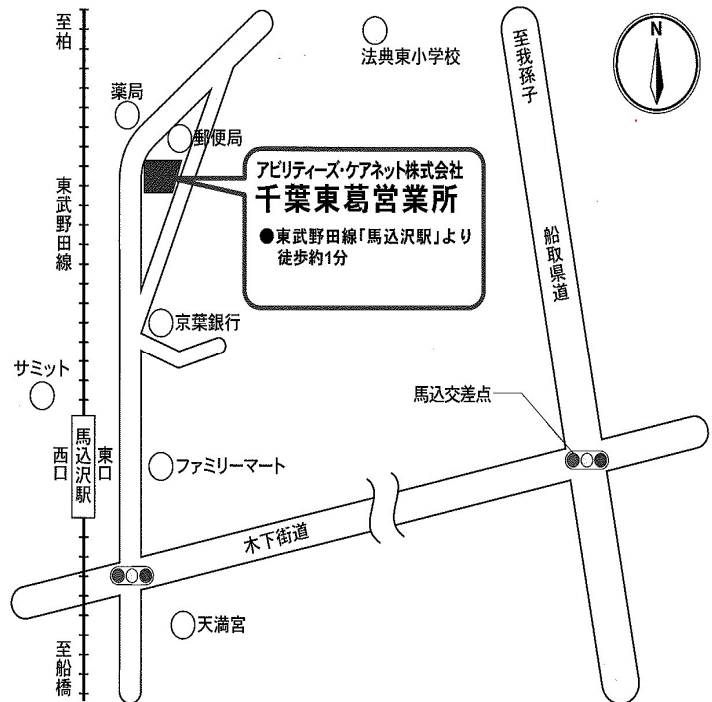 至柏
法典東小学校
至我孫子
N
薬局
郵便局
アビリティーズ・ケアネット株式会社
千葉東葛営業所
●東武野田線「馬込沢駅」より
徒歩約1分
東武野田線
船取県道
京葉銀行
サミット
馬込交差点
西口
馬込沢駅
東口
ファミリーマート
木下街道
天満宮
至船橋